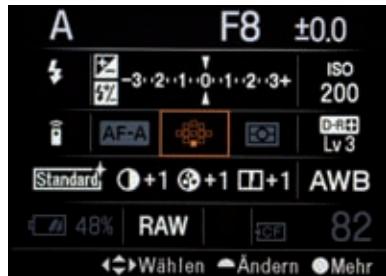 A F8 ±0.0
-3··2··1··0··1··2··3+ ISO 200
AF-A D-R+ Lv 3
Standard+ +1 +1 +1 AWB
48% RAW CF 82
Wählen Ändern Mehr